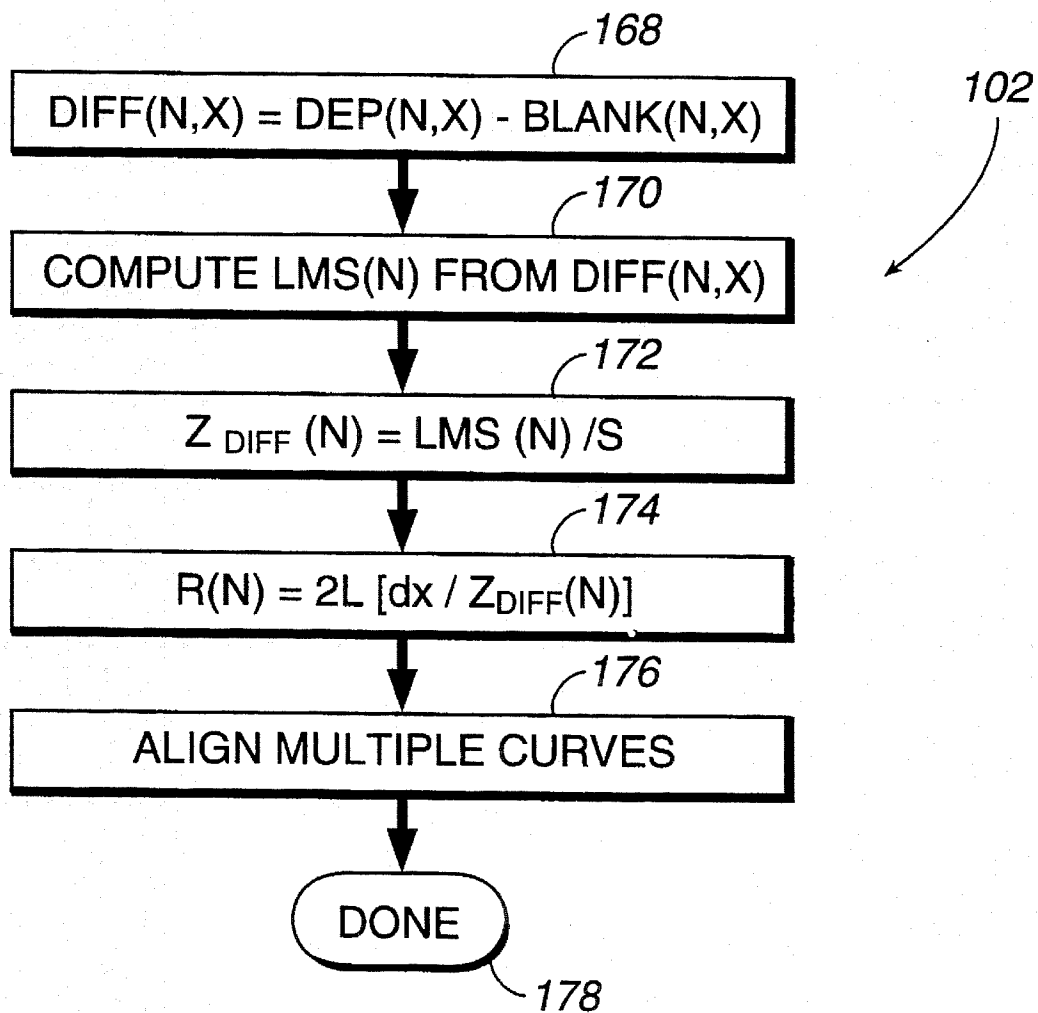 168
DIFF(N,X) = DEP(N,X) - BLANK(N,X)
102
170
COMPUTE LMS(N) FROM DIFF(N,X)
172
Z DIFF (N) = LMS (N) /S
174
R(N) = 2L [dx / ZDIFF(N)]
176
ALIGN MULTIPLE CURVES
DONE
178